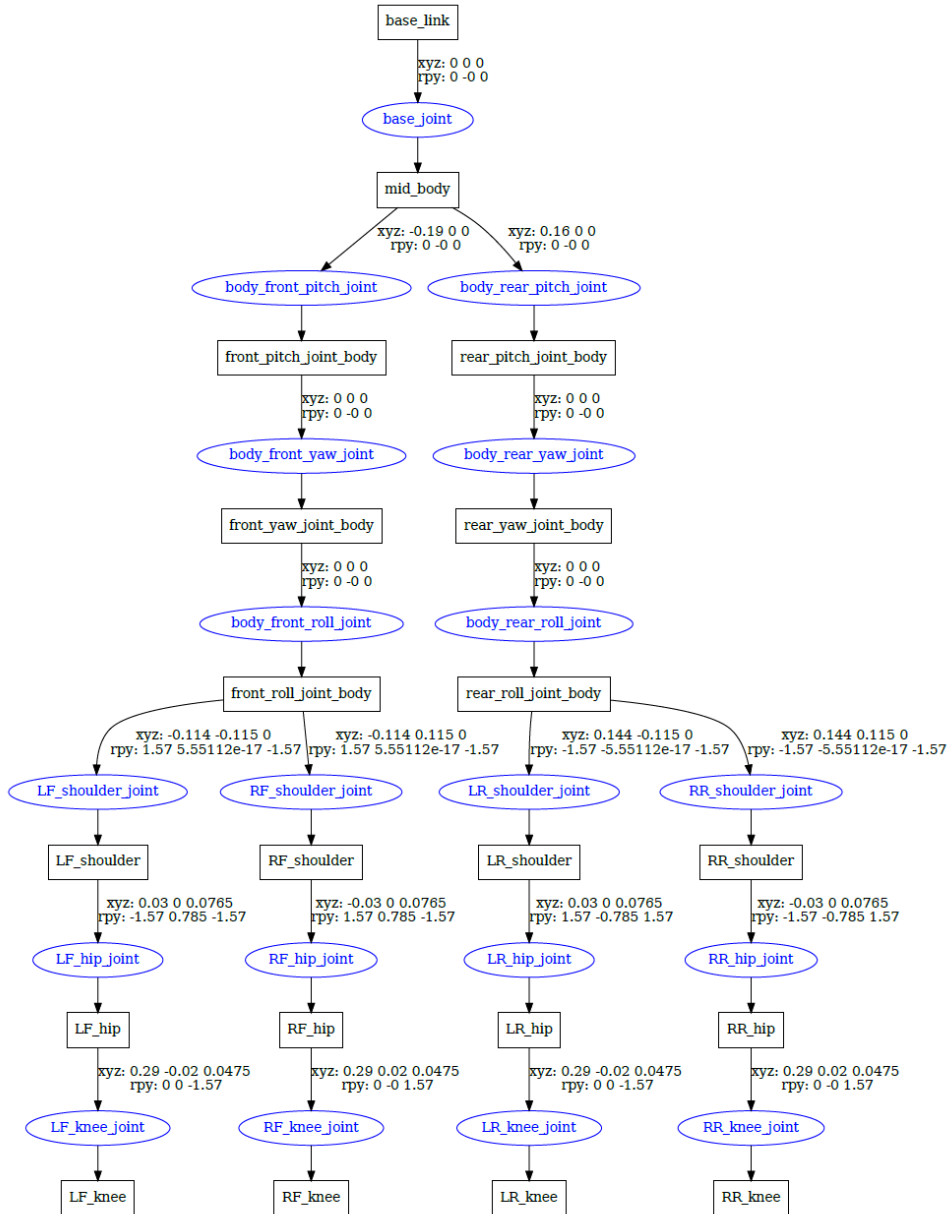 base_link
xyz: 0 0 0
rpy: 0 -0 0
base_joint
mid_body
xyz: -0.19 0 0
rpy: 0 -0 0
xyz: 0.16 0 0
rpy: 0 -0 0
body_front_pitch_joint
body_rear_pitch_joint
front_pitch_joint_body
rear_pitch_joint_body
xyz: 0 0 0
rpy: 0 -0 0
xyz: 0 0 0
rpy: 0 -0 0
body_front_yaw_joint
body_rear_yaw_joint
front_yaw_joint_body
rear_yaw_joint_body
xyz: 0 0 0
rpy: 0 -0 0
xyz: 0 0 0
rpy: 0 -0 0
body_front_roll_joint
body_rear_roll_joint
front_roll_joint_body
rear_roll_joint_body
xyz: -0.114 -0.115 0
rpy: 1.57 5.55112e-17 -1.57
xyz: -0.114 0.115 0
rpy: 1.57 5.55112e-17 -1.57
xyz: 0.144 -0.115 0
rpy: -1.57 -5.55112e-17 -1.57
xyz: 0.144 0.115 0
rpy: -1.57 -5.55112e-17 -1.57
LF_shoulder_joint
RF_shoulder_joint
LR_shoulder_joint
RR_shoulder_joint
LF_shoulder
RF_shoulder
LR_shoulder
RR_shoulder
xyz: 0.03 0 0.0765
rpy: -1.57 0.785 -1.57
xyz: -0.03 0 0.0765
rpy: 1.57 0.785 -1.57
xyz: 0.03 0 0.0765
rpy: 1.57 -0.785 1.57
xyz: -0.03 0 0.0765
rpy: -1.57 -0.785 1.57
LF_hip_joint
RF_hip_joint
LR_hip_joint
RR_hip_joint
LF_hip
RF_hip
LR_hip
RR_hip
xyz: 0.29 -0.02 0.0475
rpy: 0 0 -1.57
xyz: 0.29 0.02 0.0475
rpy: 0 -0 1.57
xyz: 0.29 -0.02 0.0475
rpy: 0 0 -1.57
xyz: 0.29 0.02 0.0475
rpy: 0 -0 1.57
LF_knee_joint
RF_knee_joint
LR_knee_joint
RR_knee_joint
LF_knee
RF_knee
LR_knee
RR_knee